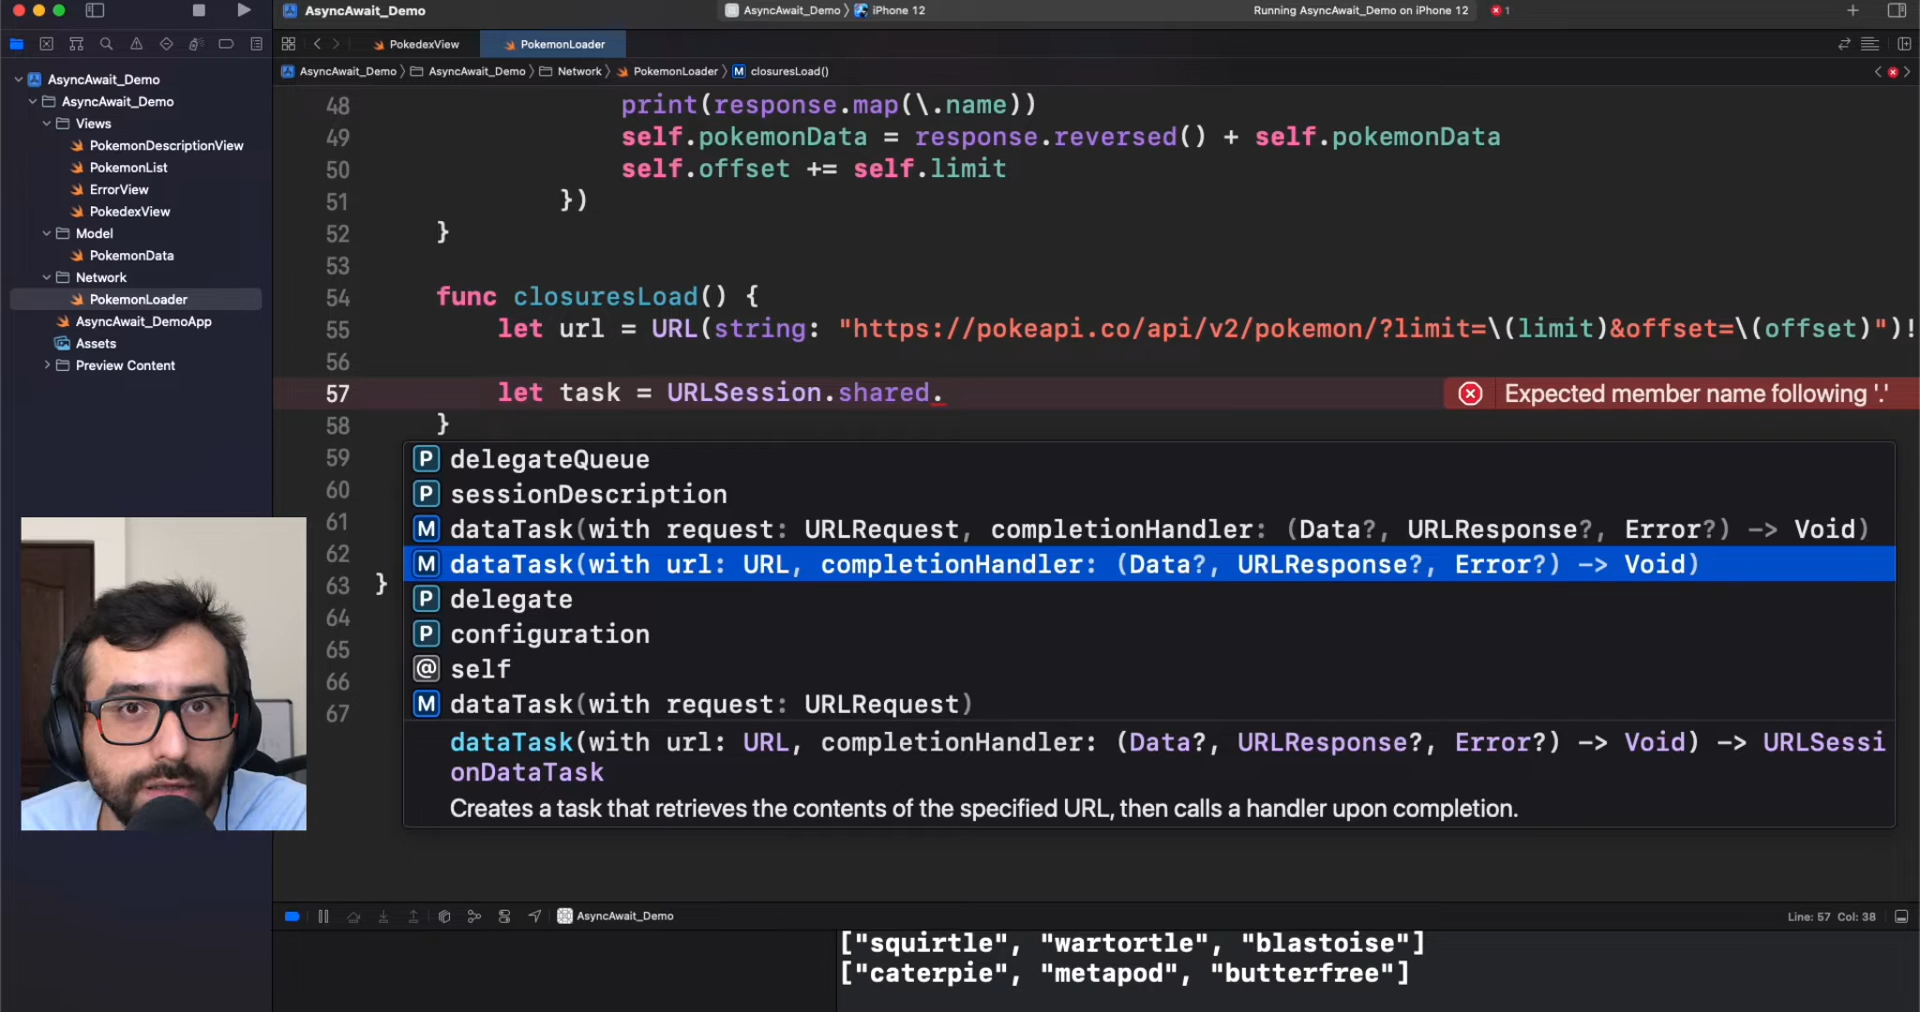 AsyncAwait_Demo
AsyncAwait_Demo
iPhone 12
Running AsyncAwait_Demo on iPhone 12
1
PokedexView
PokemonLoader
AsyncAwait_Demo
AsyncAwait_Demo
Network
PokemonLoader
M
closuresLoad()
AsyncAwait_Demo
AsyncAwait_Demo
Views
PokemonDescriptionView
PokemonList
ErrorView
PokedexView
Model
PokemonData
Network
PokemonLoader
AsyncAwait_DemoApp
Assets
Preview Content
48 print(response.map(\.name))
49 self.pokemonData = response.reversed() + self.pokemonData
50 self.offset += self.limit
51 })
52 }
53
54 func closuresLoad() {
55 let url = URL(string: "https://pokeapi.co/api/v2/pokemon/?limit=\(limit)&offset=\(offset)")!
56
57 let task = URLSession.shared.
Expected member name following '.'
58 }
59
60
61
62
63 }
64
65
66
67
P delegateQueue
P sessionDescription
M dataTask(with request: URLRequest, completionHandler: (Data?, URLResponse?, Error?) -> Void)
M dataTask(with url: URL, completionHandler: (Data?, URLResponse?, Error?) -> Void)
P delegate
P configuration
@ self
M dataTask(with request: URLRequest)
dataTask(with url: URL, completionHandler: (Data?, URLResponse?, Error?) -> Void) -> URLSessi
onDataTask
Creates a task that retrieves the contents of the specified URL, then calls a handler upon completion.
AsyncAwait_Demo
Line: 57 Col: 38
["squirtle", "wartortle", "blastoise"]
["caterpie", "metapod", "butterfree"]